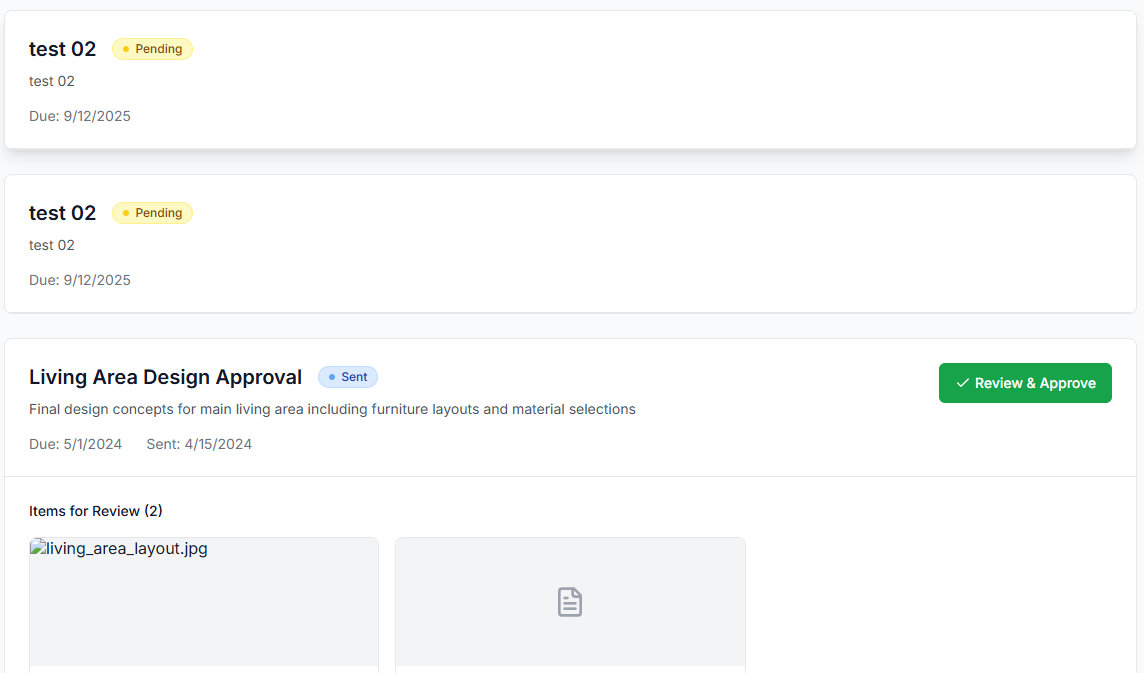 test 02 Pending
test 02
Due: 9/12/2025
test 02 Pending
test 02
Due: 9/12/2025
Living Area Design Approval Sent
Review & Approve
Final design concepts for main living area including furniture layouts and material selections
Due: 5/1/2024 Sent: 4/15/2024
Items for Review (2)
living_area_layout.jpg